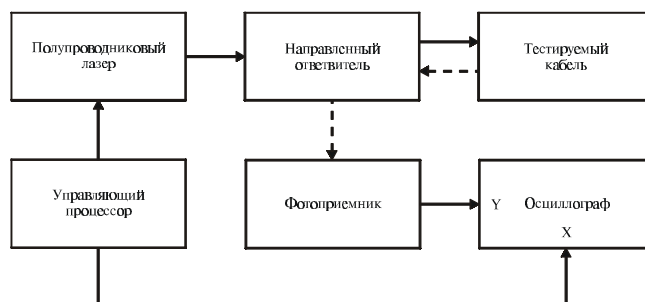 Полупроводниковый
лазер
Направленный
ответвитель
Тестируемый
кабель
Управляющий
процессор
Фотоприемник
Y Осциллограф
X